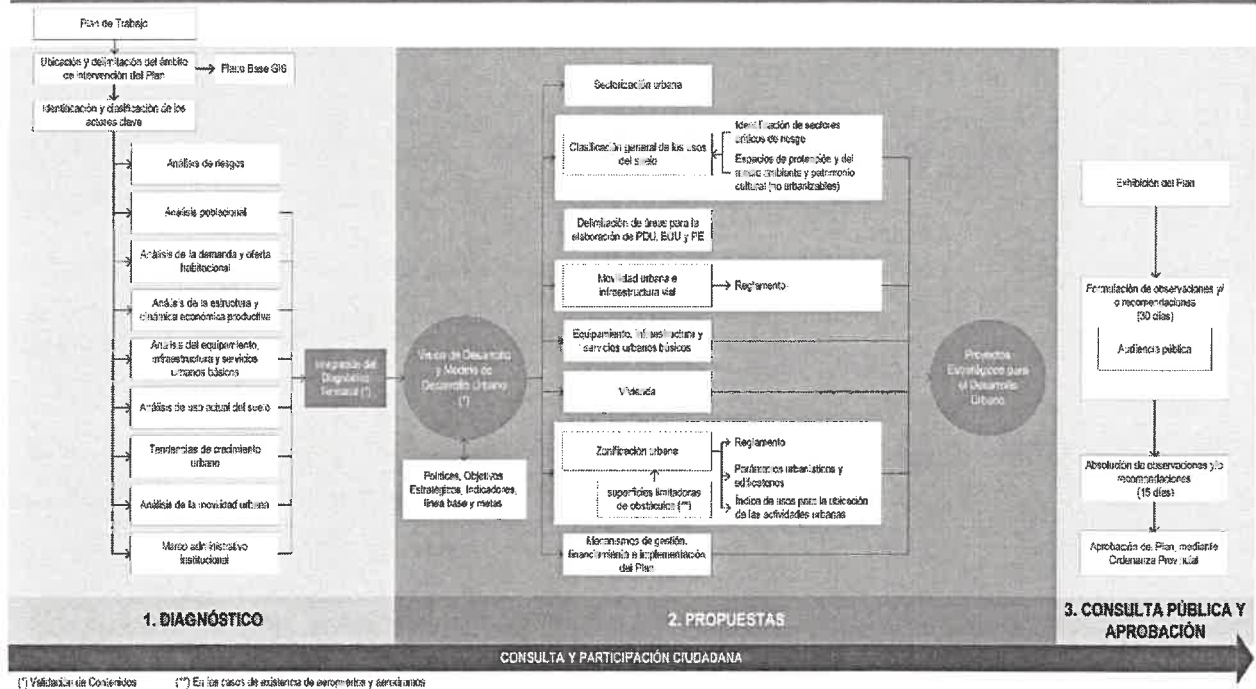 Plan de Trabajo
Ubicación y delimitación del ámbito
de intervención del Plan
Plano Base GIS
Identificación y clasificación de los
actores clave
Análisis de riesgos
Análisis poblacional
Análisis de la demanda y oferta
habitacional
Análisis de la estructura y
dinámica económica productiva
Análisis del equipamiento,
infraestructura y servicios
urbanos básicos
Análisis de uso actual del suelo
Tendencias de crecimiento
urbano
Análisis de la movilidad urbana
Marco administrativo
institucional
Integración del
Diagnóstico
(*)
Visión de Desarrollo
y Modelo de
Desarrollo Urbano
(*)
Políticas, Objetivos
Estratégicos, Indicadores,
línea base y metas
Sectorización urbana
Clasificación general de los usos
del suelo
Identificación de sectores
críticos de riesgo
Espacios de protección y del
medio ambiente y patrimonio
cultural (no urbanizables)
Delimitación de áreas para la
elaboración de PDU, EUU y PE
Movilidad urbana e
infraestructura vial
Reglamento
Equipamiento, infraestructura y
servicios urbanos básicos
Vivienda
Zonificación urbana
superficies limitadoras
de obstáculos (**)
Reglamento
Parámetros urbanísticos y
edificatorios
Índice de usos para la ubicación
de las actividades urbanas
Mecanismos de gestión,
financiamiento e implementación
del Plan
Proyectos
Estratégicos para
el Desarrollo
Urbano
Exhibición del Plan
Formulación de observaciones y/
o recomendaciones
(30 días)
Audiencia pública
Absolución de observaciones y/o
recomendaciones
(15 días)
Aprobación de Plan, mediante
Ordenanza Provincial
1. DIAGNÓSTICO
2. PROPUESTAS
3. CONSULTA PÚBLICA Y
APROBACIÓN
CONSULTA Y PARTICIPACIÓN CIUDADANA
(*) Validación de Contenidos
(**) En los casos de existencia de aeropuertos y aeródromos